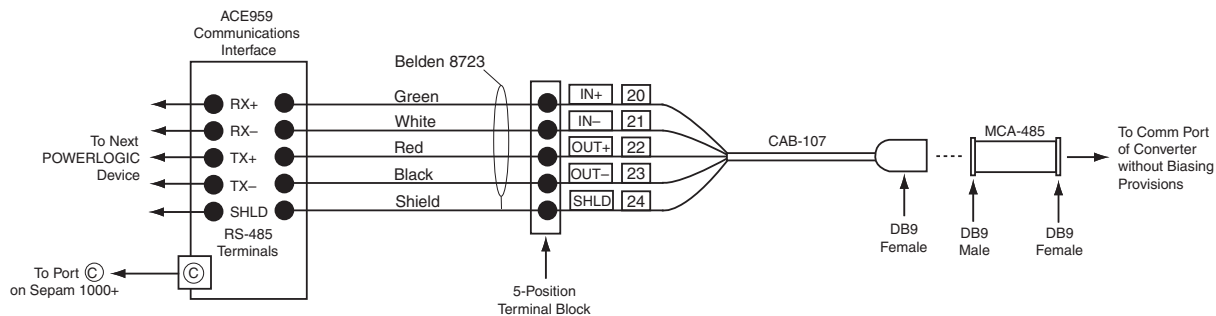 ACE959
Communications
Interface
Belden 8723
RX+
Green
IN+ 20
RX–
White
IN– 21
TX+
Red
OUT+ 22
TX–
Black
OUT– 23
SHLD
Shield
SHLD 24
RS-485
Terminals
To Next
POWERLOGIC
Device
To Port Ⓒ
on Sepam 1000+
Ⓒ
5-Position
Terminal Block
CAB-107
MCA-485
To Comm Port
of Converter
without Biasing
Provisions
DB9
Female
DB9
Male
DB9
Female